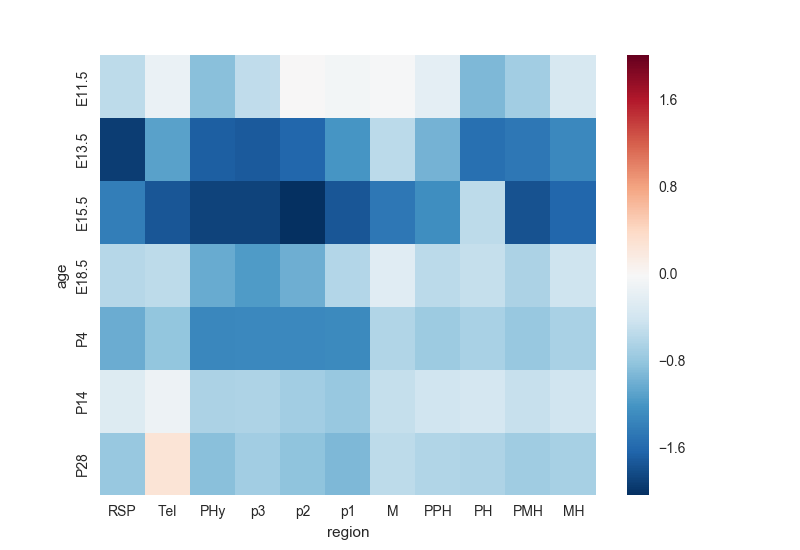 E11.5
E13.5
E15.5
E18.5
P4
P14
P28
age
RSP Tel PHy p3 p2 p1 M PPH PH PMH MH
region
1.6
0.8
0.0
−0.8
−1.6